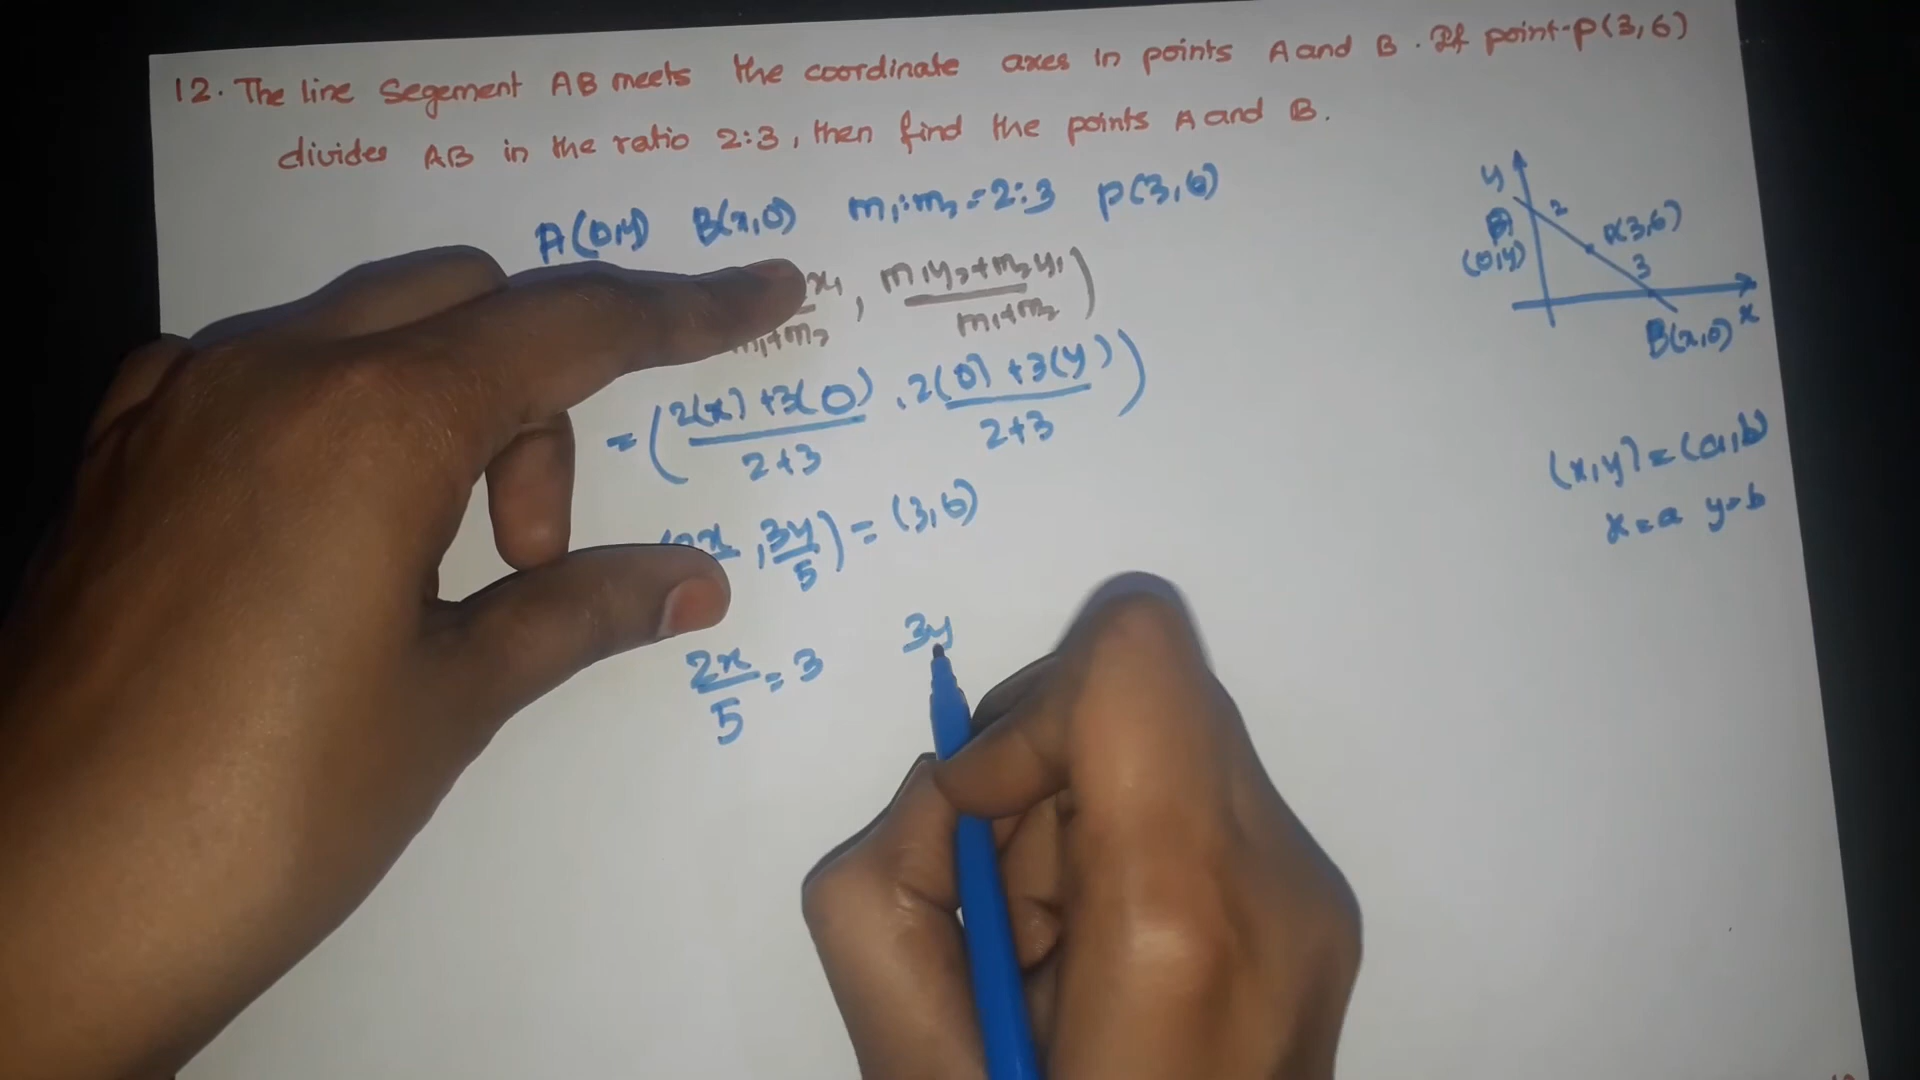 12. The line Segement AB meets the coordinate axes in points A and B. If point-P(3,6)
divides AB in the ratio 2:3, then find the points A and B.
A(0,y) B(x,0) m₁:m₂=2:3 P(3,6)
x₁ , m₁y₂+m₂y₁ )
m₁+m₂ m₁+m₂
= ( 2(x)+3(0) , 2(0)+3(y) )
2+3 2+3
x , 3y ) = (3,6)
5
2x = 3 3y
5
y
2
A P(3,6)
(0,y) 3
x
B(x,0)
(x,y)=(a,b)
x=a y=b